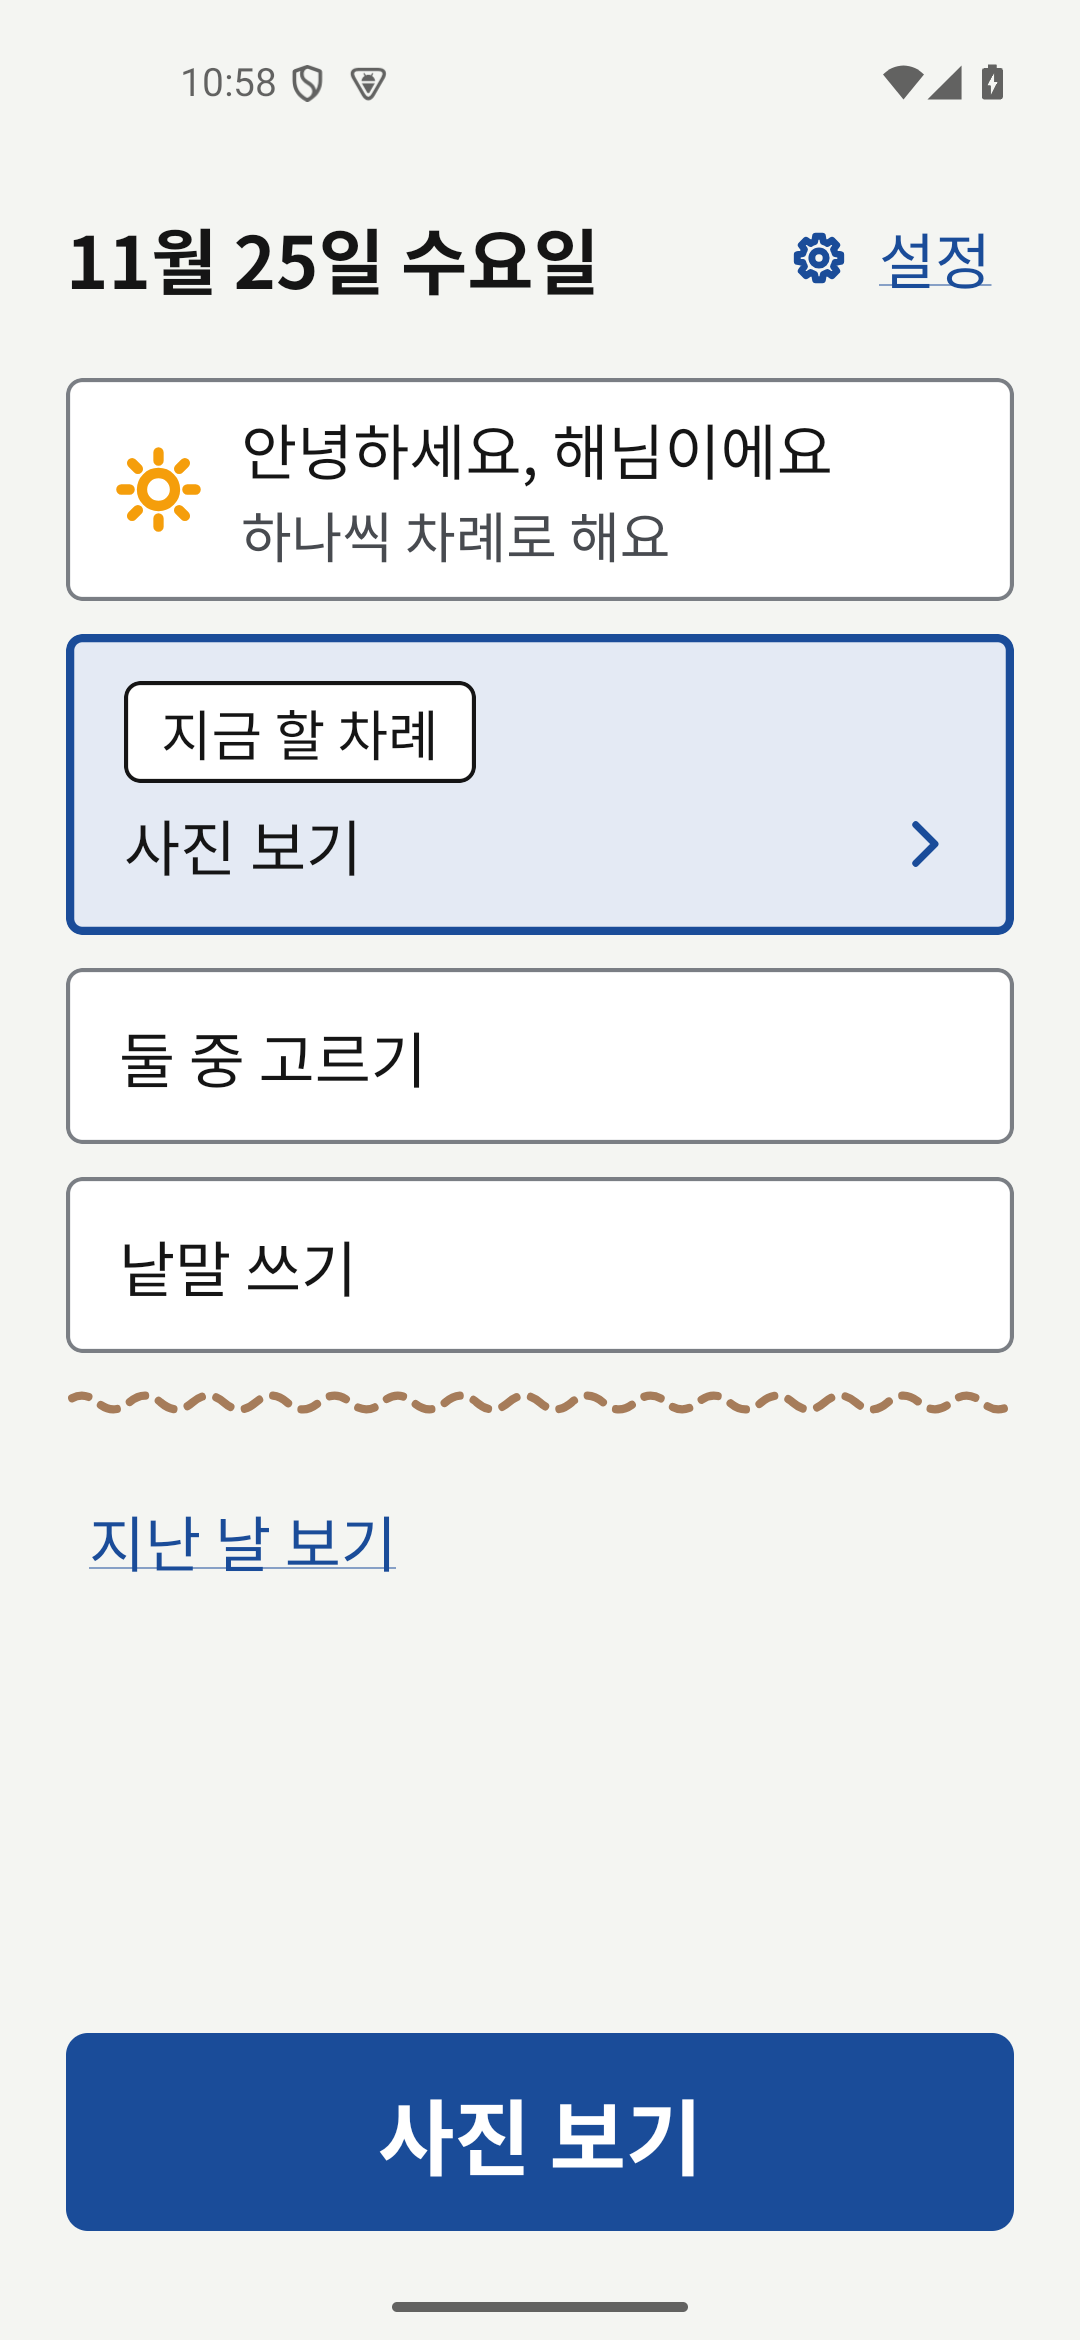 10:58
11월 25일 수요일
설정
안녕하세요, 해님이에요
하나씩 차례로 해요
지금 할 차례
사진 보기
둘 중 고르기
낱말 쓰기
지난 날 보기
사진 보기